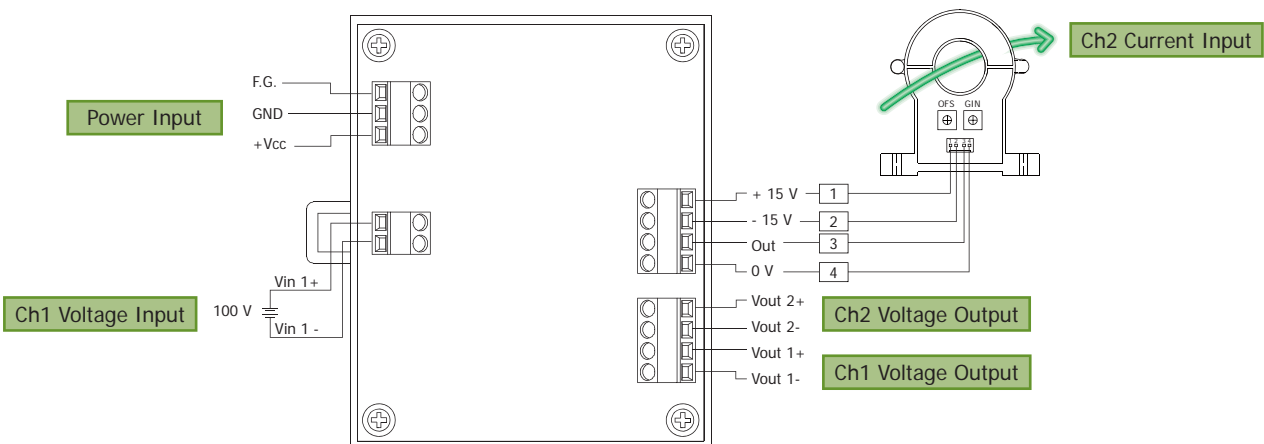 Ch2 Current Input
F.G.
Power Input
GND
+Vcc
OFS GIN
+ 15 V 1
- 15 V 2
Out 3
0 V 4
Vin 1+
Ch1 Voltage Input
100 V
Vin 1 -
Vout 2+
Ch2 Voltage Output
Vout 2-
Vout 1+
Ch1 Voltage Output
Vout 1-